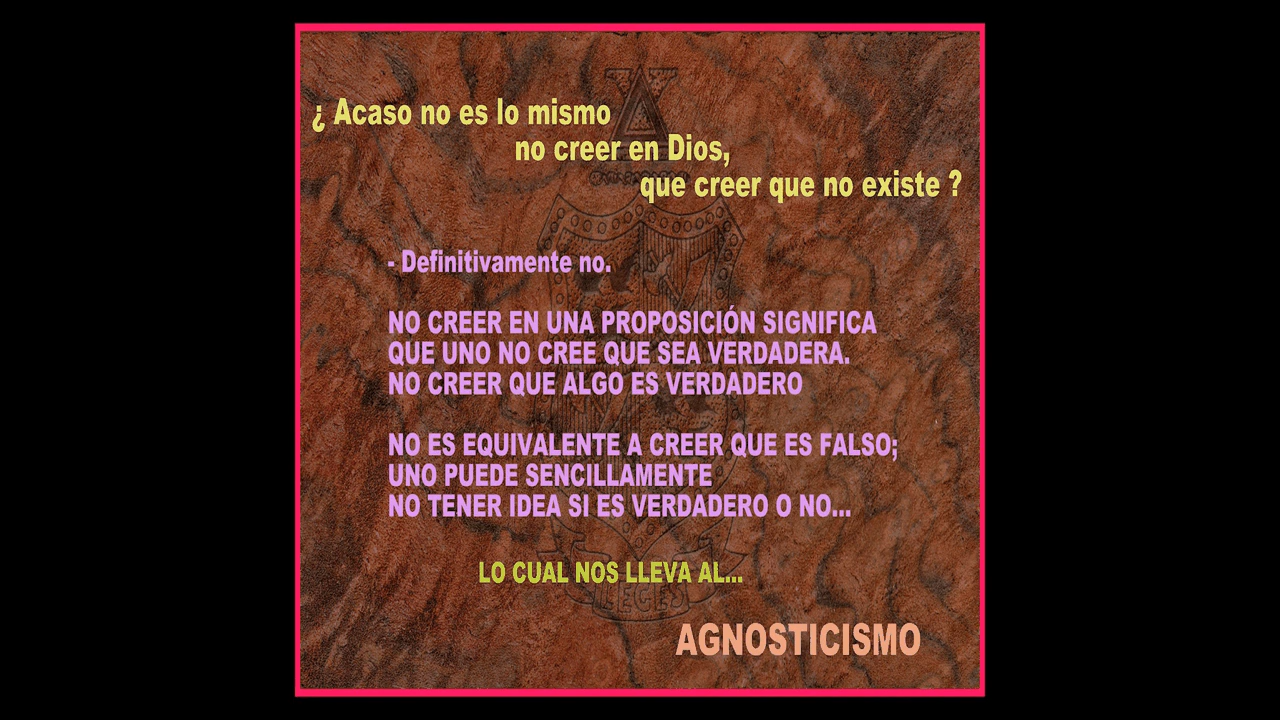 ¿ Acaso no es lo mismo
no creer en Dios,
que creer que no existe ?
- Definitivamente no.
NO CREER EN UNA PROPOSICIÓN SIGNIFICA
QUE UNO NO CREE QUE SEA VERDADERA.
NO CREER QUE ALGO ES VERDADERO
NO ES EQUIVALENTE A CREER QUE ES FALSO;
UNO PUEDE SENCILLAMENTE
NO TENER IDEA SI ES VERDADERO O NO...
LO CUAL NOS LLEVA AL...
LEGES
AGNOSTICISMO